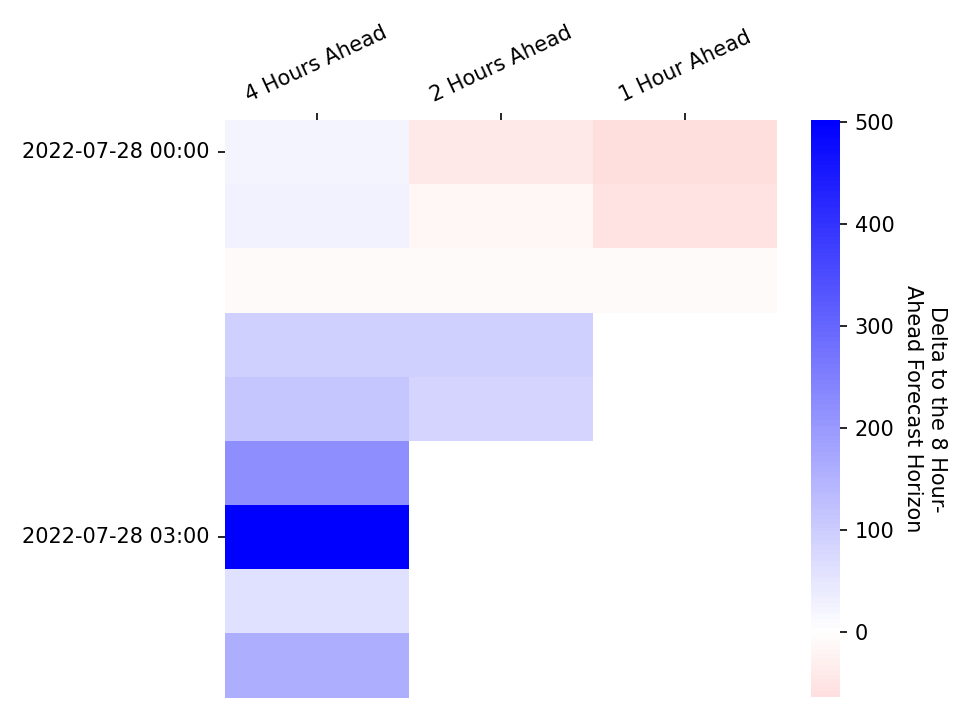 4 Hours Ahead
2 Hours Ahead
1 Hour Ahead
2022-07-28 00:00
2022-07-28 03:00
500
400
300
200
100
0
Delta to the 8 Hour-
Ahead Forecast Horizon